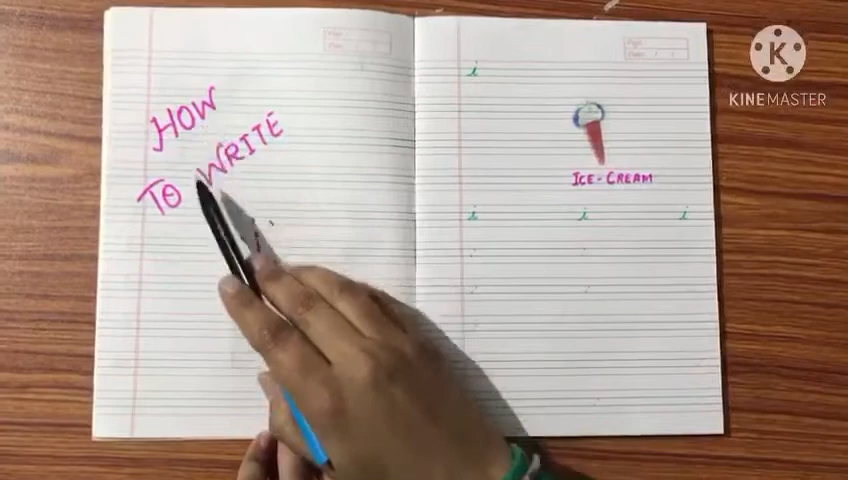 HOW
TO WRITE
i
ICE-CREAM
i i i
KINEMASTER